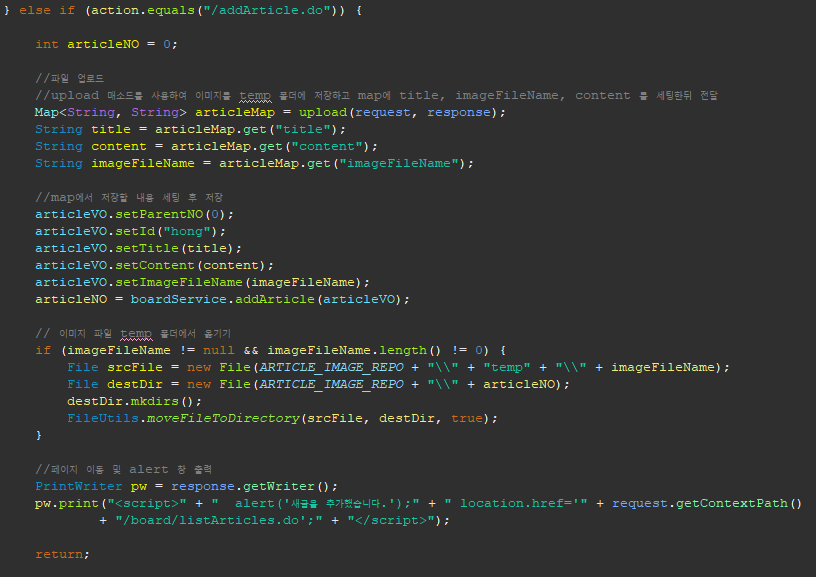 } else if (action.equals("/addArticle.do")) {
int articleNO = 0;
//파일 업로드
//upload 매소드를 사용하여 이미지를 temp 폴더에 저장하고 map에 title, imageFileName, content 를 세팅한뒤 전달
Map<String, String> articleMap = upload(request, response);
String title = articleMap.get("title");
String content = articleMap.get("content");
String imageFileName = articleMap.get("imageFileName");
//map에서 저장할 내용 세팅 후 저장
articleVO.setParentNO(0);
articleVO.setId("hong");
articleVO.setTitle(title);
articleVO.setContent(content);
articleVO.setImageFileName(imageFileName);
articleNO = boardService.addArticle(articleVO);
// 이미지 파일 temp 폴더에서 옮기기
if (imageFileName != null && imageFileName.length() != 0) {
File srcFile = new File(ARTICLE_IMAGE_REPO + "\\" + "temp" + "\\" + imageFileName);
File destDir = new File(ARTICLE_IMAGE_REPO + "\\" + articleNO);
destDir.mkdirs();
FileUtils.moveFileToDirectory(srcFile, destDir, true);
}
//페이지 이동 및 alert 창 출력
PrintWriter pw = response.getWriter();
pw.print("<script>" + "  alert('새글을 추가했습니다.');" + " location.href='" + request.getContextPath()
+ "/board/listArticles.do';" + "</script>");
return;